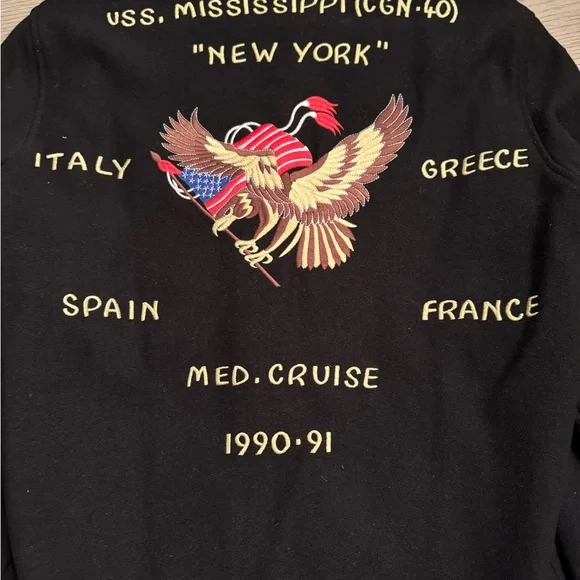 USS. MISSISSIPPI (CGN-40)
"NEW YORK"
ITALY GREECE
SPAIN FRANCE
MED. CRUISE
1990-91